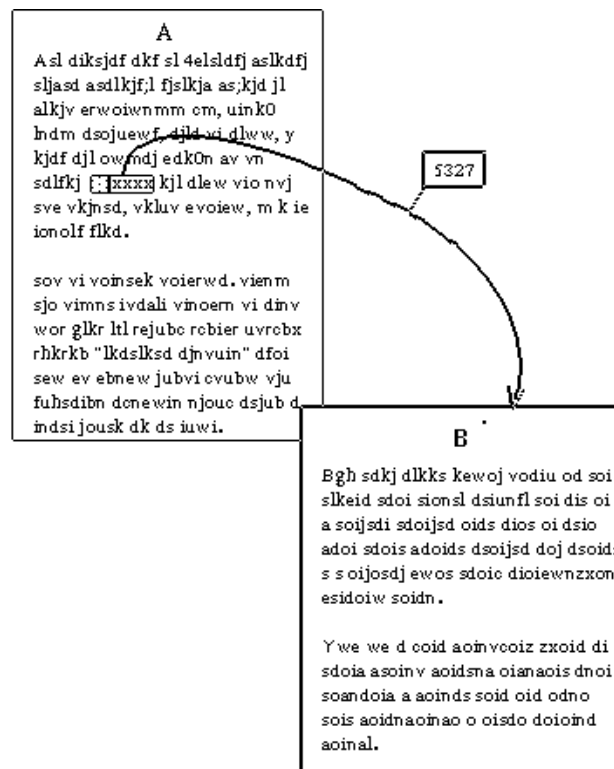 A
Asl diksjdf dkf sl 4elsldfj aslkdfj
sljasd asdlkjf;l fjslkja as;kjd jl
alkjv erwoiwnmm cm, uink0
lndm dsojuewf, djld vi dlww, y
kjdf djl owmdj edk0n av vn
sdlfkj xxxx kjl dlew vio nvj
sve vkjnsd, vkluv evoiew, m k ie
ionolf flkd.
sov vi voinsek voierwd. vienm
sjo vimns ivdali vinoern vi dinv
wor glkr ltl rejubc rcbier uvrcbx
rhkrkb "lkdslksd djnvuin" dfoi
sew ev ebnew jubvi cvubw vju
fuhsdibn dcnewin njouc dsjub d
indsi jousk dk ds iuwi.
5327
B
Bgh sdkj dlkks kewoj vodiu od soi
slkeid sdoi sionsl dsiunfl soi dis oi
a soijsdi sdoijsd oids dios oi dsio
adoi sdois adoids dsoijsd doj dsoids
s s oijosdj ewos sdoic dioiewnzxon
esidoiw soidn.
Ywe we d coid aoinvcoiz zxoid di
sdoia asoinv aoidsna oianaois dnoi
soandoia a aoinds soid oid odno
sois aoidnaoinao o oisdo doioind
aoinal.